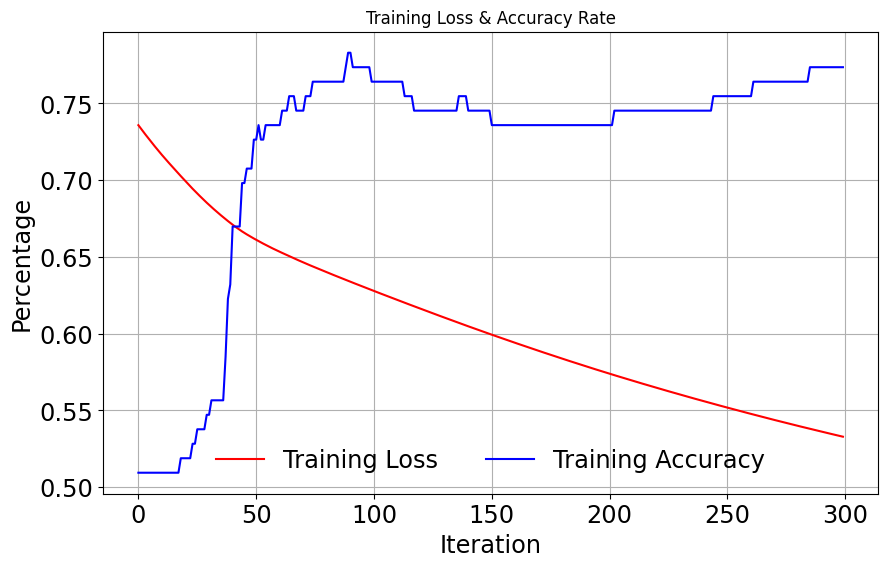 Training Loss & Accuracy Rate
Percentage
0.75
0.70
0.65
0.60
0.55
0.50
Training Loss
Training Accuracy
0 50 100 150 200 250 300
Iteration